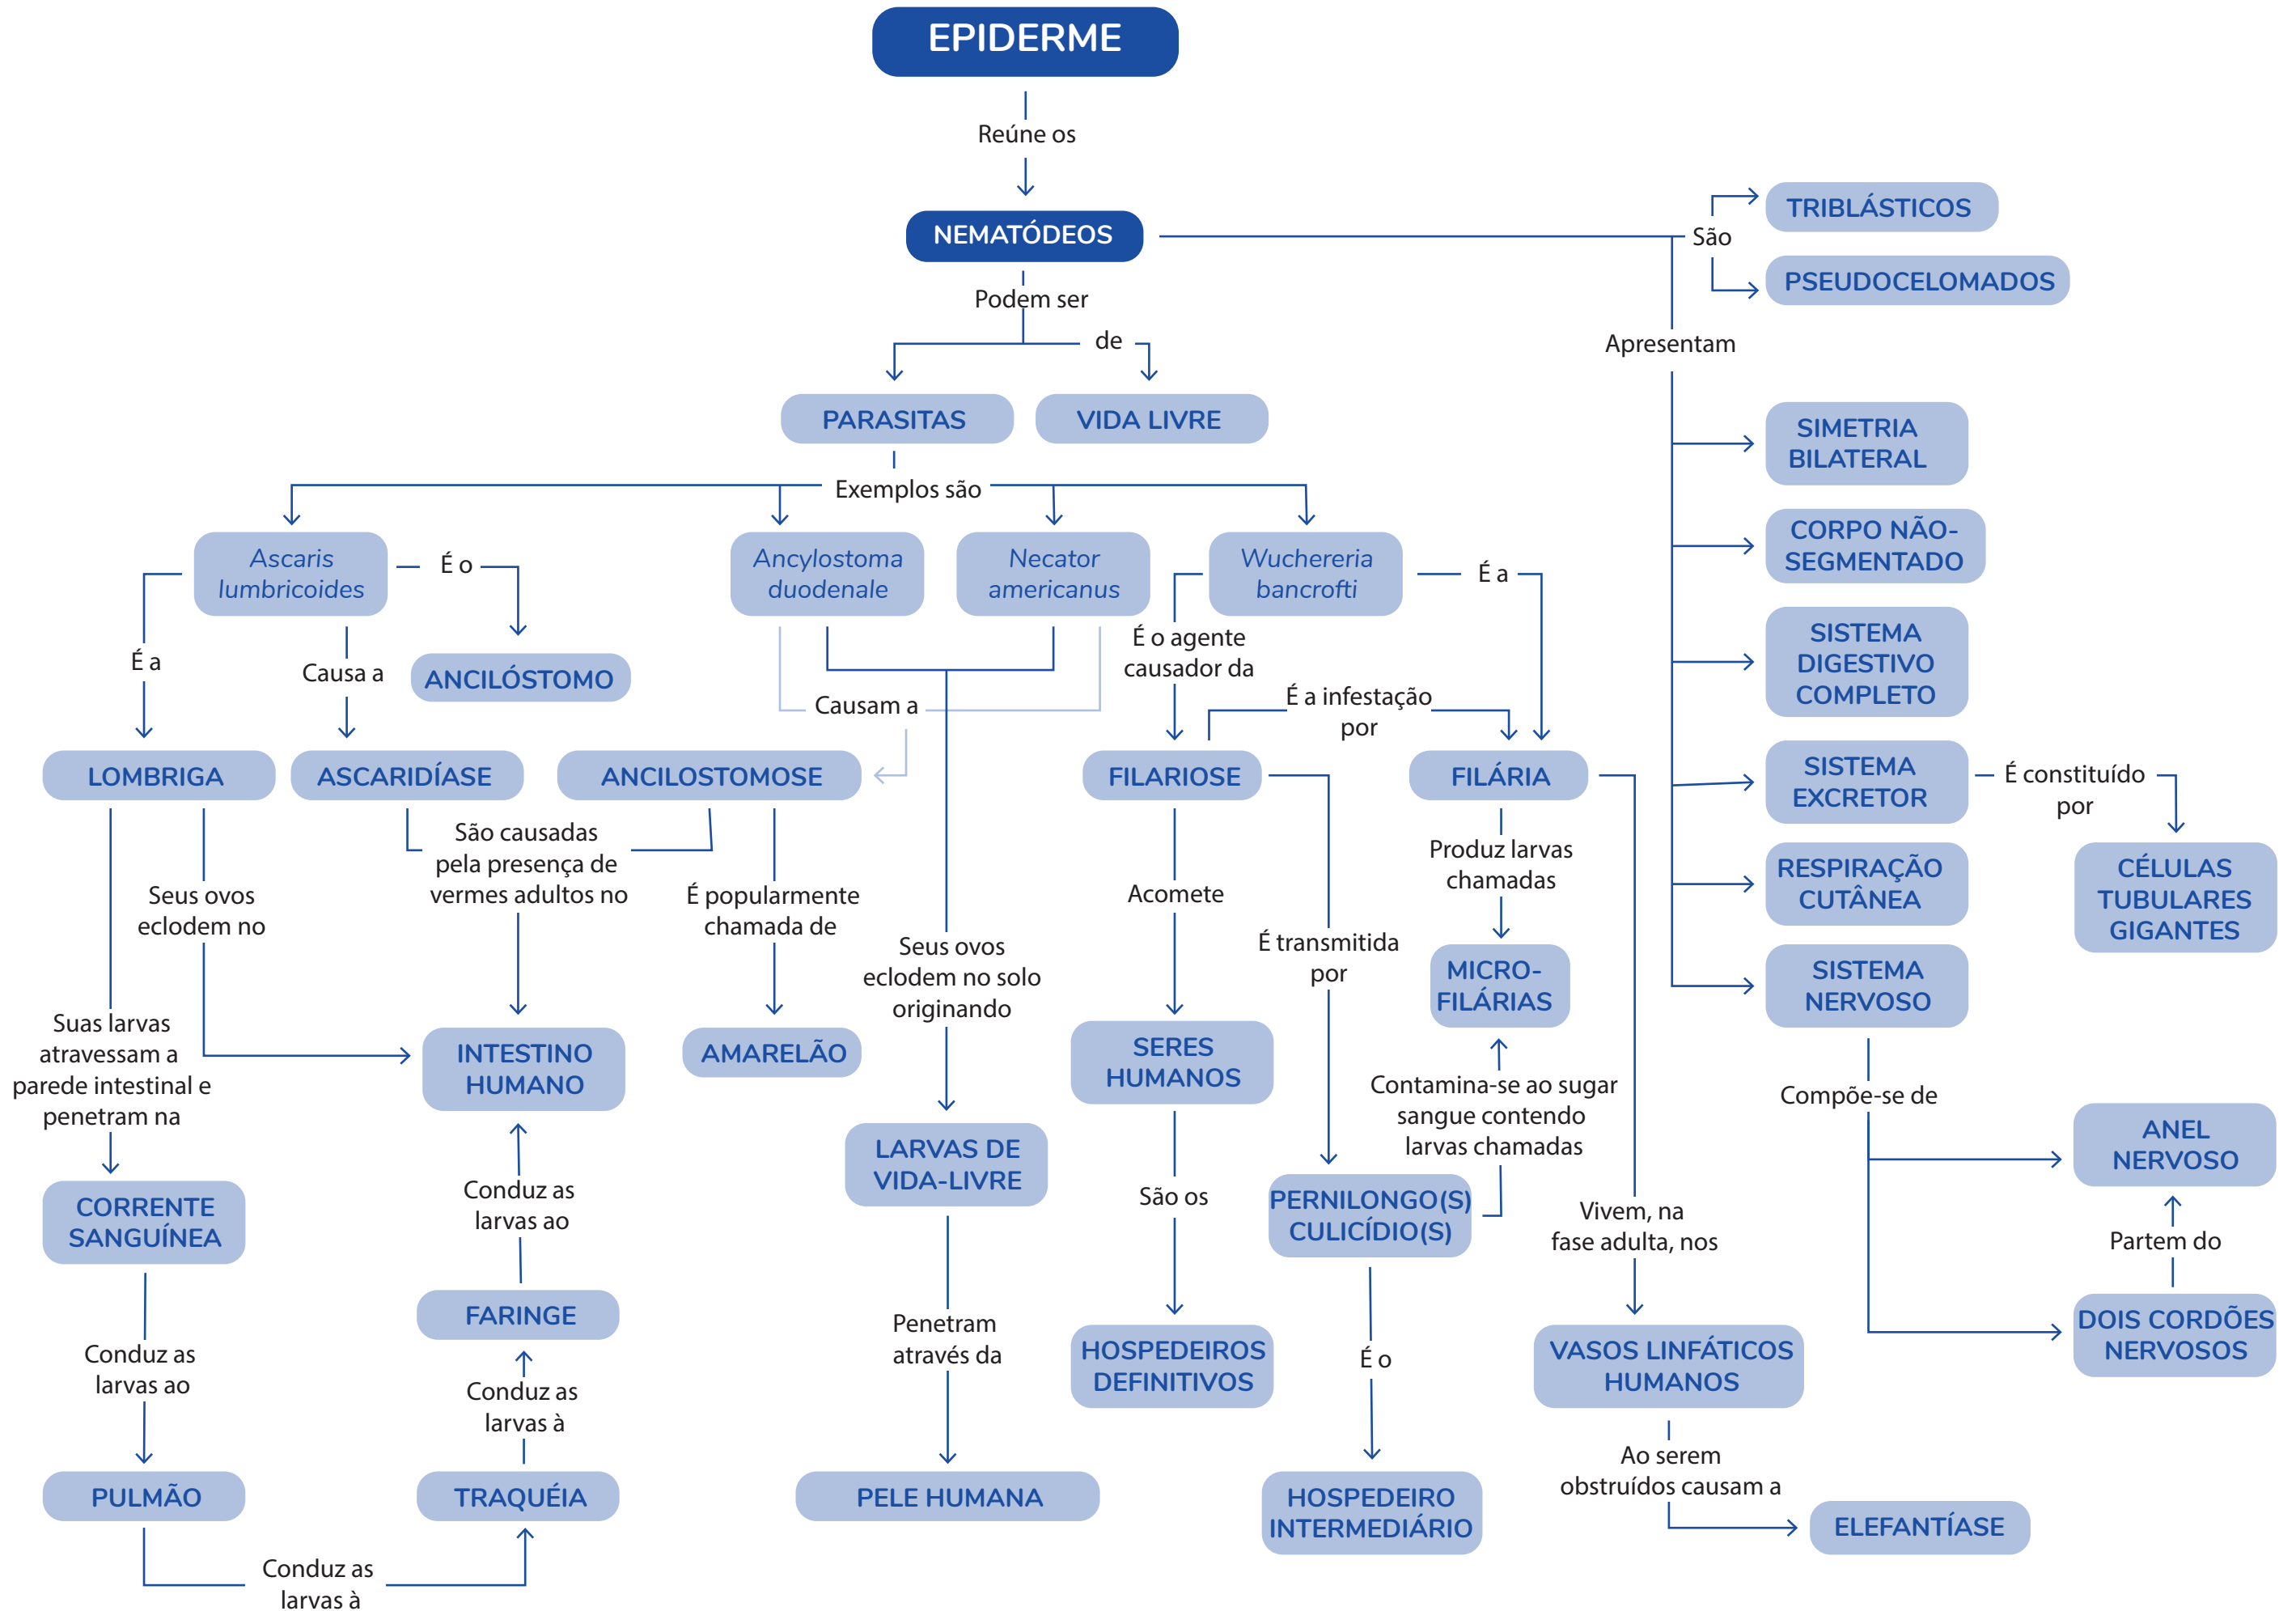 EPIDERME
Reúne os
NEMATÓDEOS
São
TRIBLÁSTICOS
PSEUDOCELOMADOS
Podem ser
de
Apresentam
PARASITAS
VIDA LIVRE
Exemplos são
Ascaris
lumbricoides
É o
Ancylostoma
duodenale
Necator
americanus
Wuchereria
bancrofti
É a
É a
Causa a
ANCILÓSTOMO
Causam a
É o agente
causador da
É a infestação
por
LOMBRIGA
ASCARIDÍASE
ANCILOSTOMOSE
FILARIOSE
FILÁRIA
São causadas
pela presença de
vermes adultos no
Seus ovos
eclodem no
É popularmente
chamada de
Seus ovos
eclodem no solo
originando
Acomete
É transmitida
por
Produz larvas
chamadas
MICRO-
FILÁRIAS
Suas larvas
atravessam a
parede intestinal e
penetram na
INTESTINO
HUMANO
AMARELÃO
SERES
HUMANOS
Contamina-se ao sugar
sangue contendo
larvas chamadas
LARVAS DE
VIDA-LIVRE
CORRENTE
SANGUÍNEA
Conduz as
larvas ao
São os
PERNILONGO(S)
CULICÍDIO(S)
Vivem, na
fase adulta, nos
FARINGE
Conduz as
larvas ao
Conduz as
larvas à
Penetram
através da
HOSPEDEIROS
DEFINITIVOS
É o
VASOS LINFÁTICOS
HUMANOS
PULMÃO
TRAQUÉIA
PELE HUMANA
HOSPEDEIRO
INTERMEDIÁRIO
Ao serem
obstruídos causam a
ELEFANTÍASE
Conduz as
larvas à
SIMETRIA
BILATERAL
CORPO NÃO-
SEGMENTADO
SISTEMA
DIGESTIVO
COMPLETO
SISTEMA
EXCRETOR
É constituído
por
CÉLULAS
TUBULARES
GIGANTES
RESPIRAÇÃO
CUTÂNEA
SISTEMA
NERVOSO
Compõe-se de
ANEL
NERVOSO
Partem do
DOIS CORDÕES
NERVOSOS